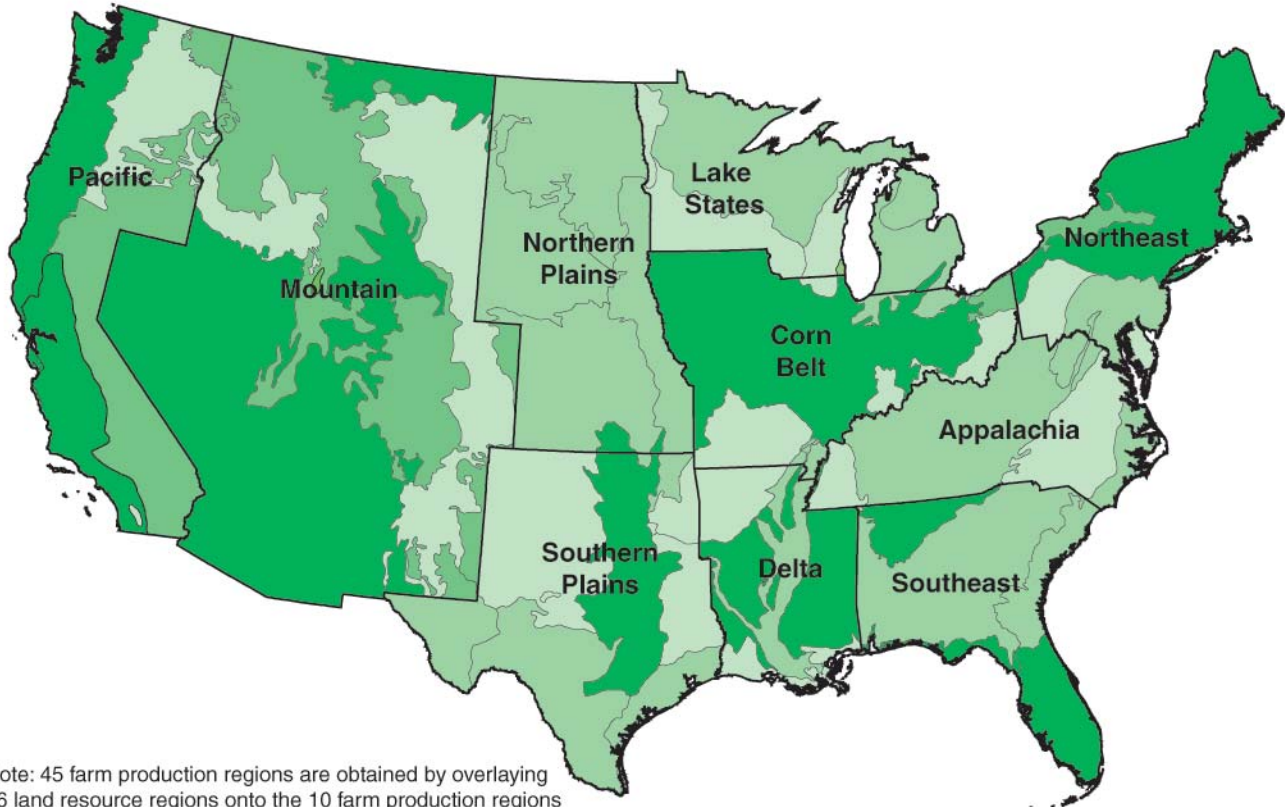 Pacific
Mountain
Northern
Plains
Lake
States
Corn
Belt
Northeast
Appalachia
Southern
Plains
Delta
Southeast
ote: 45 farm production regions are obtained by overlaying
6 land resource regions onto the 10 farm production regions